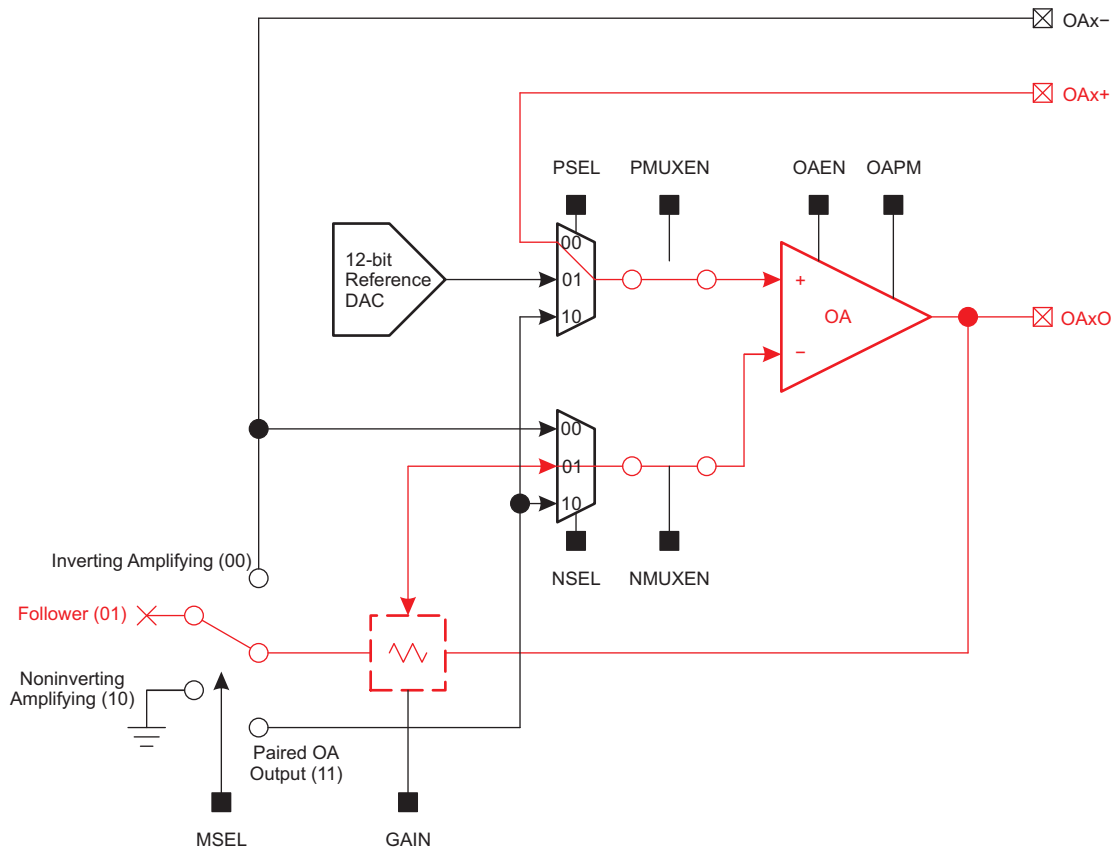 OAx−
OAx+
PSEL
PMUXEN
OAEN
OAPM
12-bit
Reference
DAC
00
01
10
+
OA
−
OAxO
00
01
10
NSEL
NMUXEN
Inverting Amplifying (00)
Follower (01)
Noninverting
Amplifying (10)
Paired OA
Output (11)
MSEL
GAIN